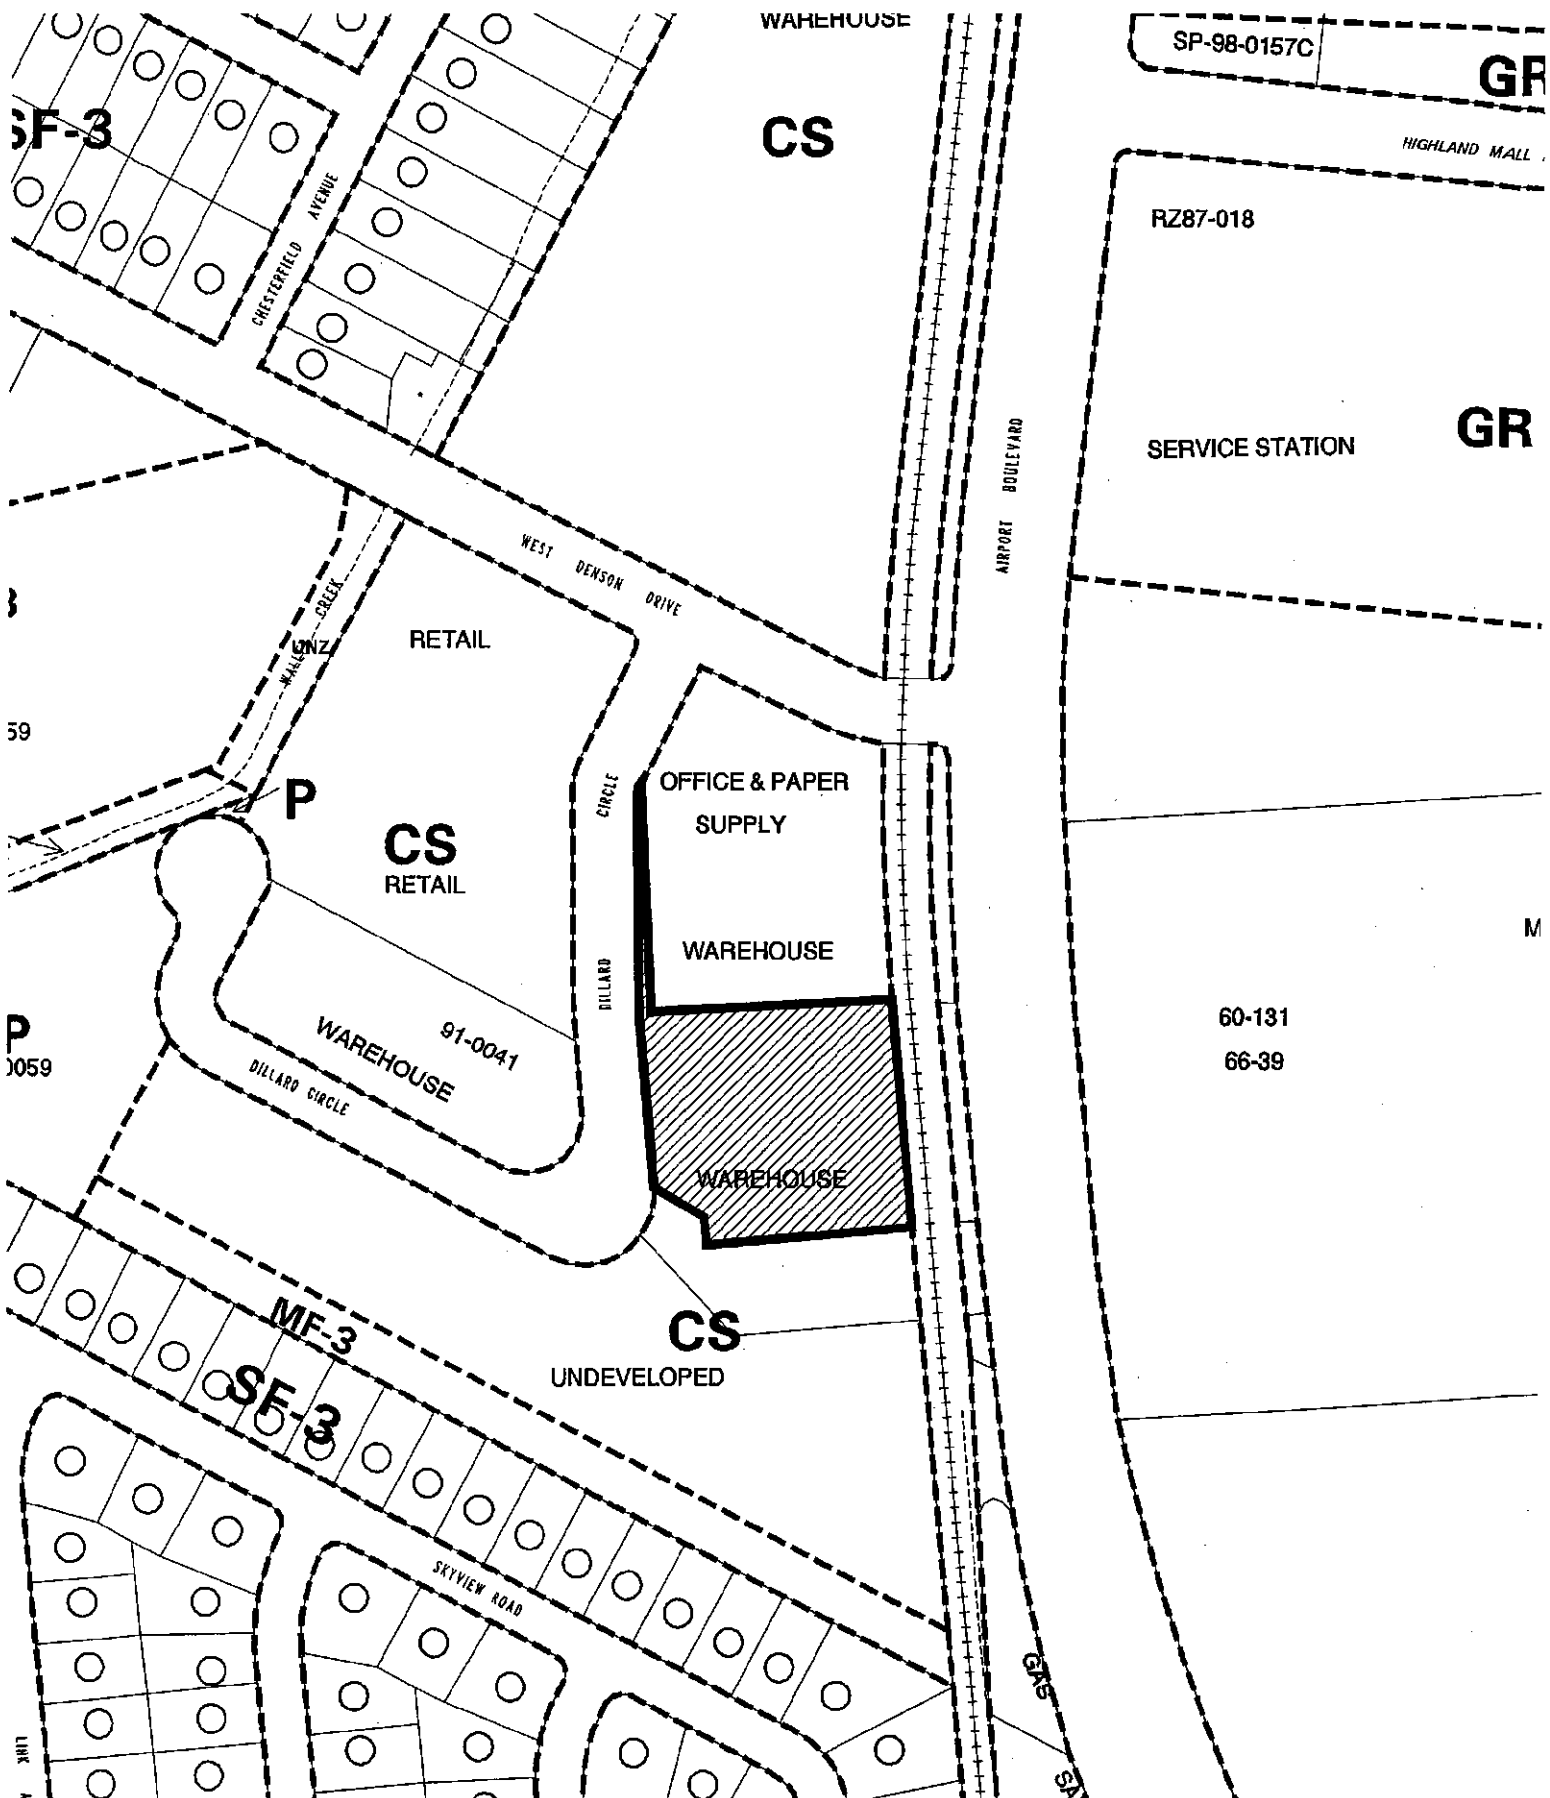 WAREHOUSE
SP-98-0157C
GR
SF-3
CS
HIGHLAND MALL
CHESTERFIELD AVENUE
RZ87-018
AIRPORT BOULEVARD
SERVICE STATION
GR
WEST DENSON DRIVE
CREEK
UNZ
RETAIL
59
P
CS
RETAIL
CIRCLE
DILLARD
OFFICE & PAPER
SUPPLY
WAREHOUSE
M
P
0059
WAREHOUSE
91-0041
DILLARD CIRCLE
60-131
66-39
WAREHOUSE
MF-3
SF-3
CS
UNDEVELOPED
SKYVIEW ROAD
GAS
LINK